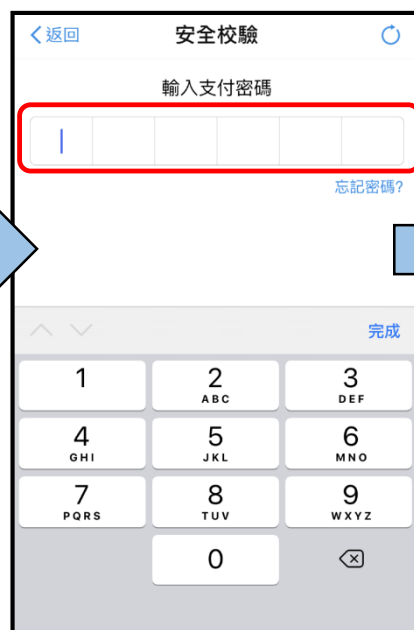 返回 安全校驗
輸入支付密碼
忘記密碼?
完成
1 2 3
ABC DEF
4 5 6
GHI JKL MNO
7 8 9
PQRS TUV WXYZ
0